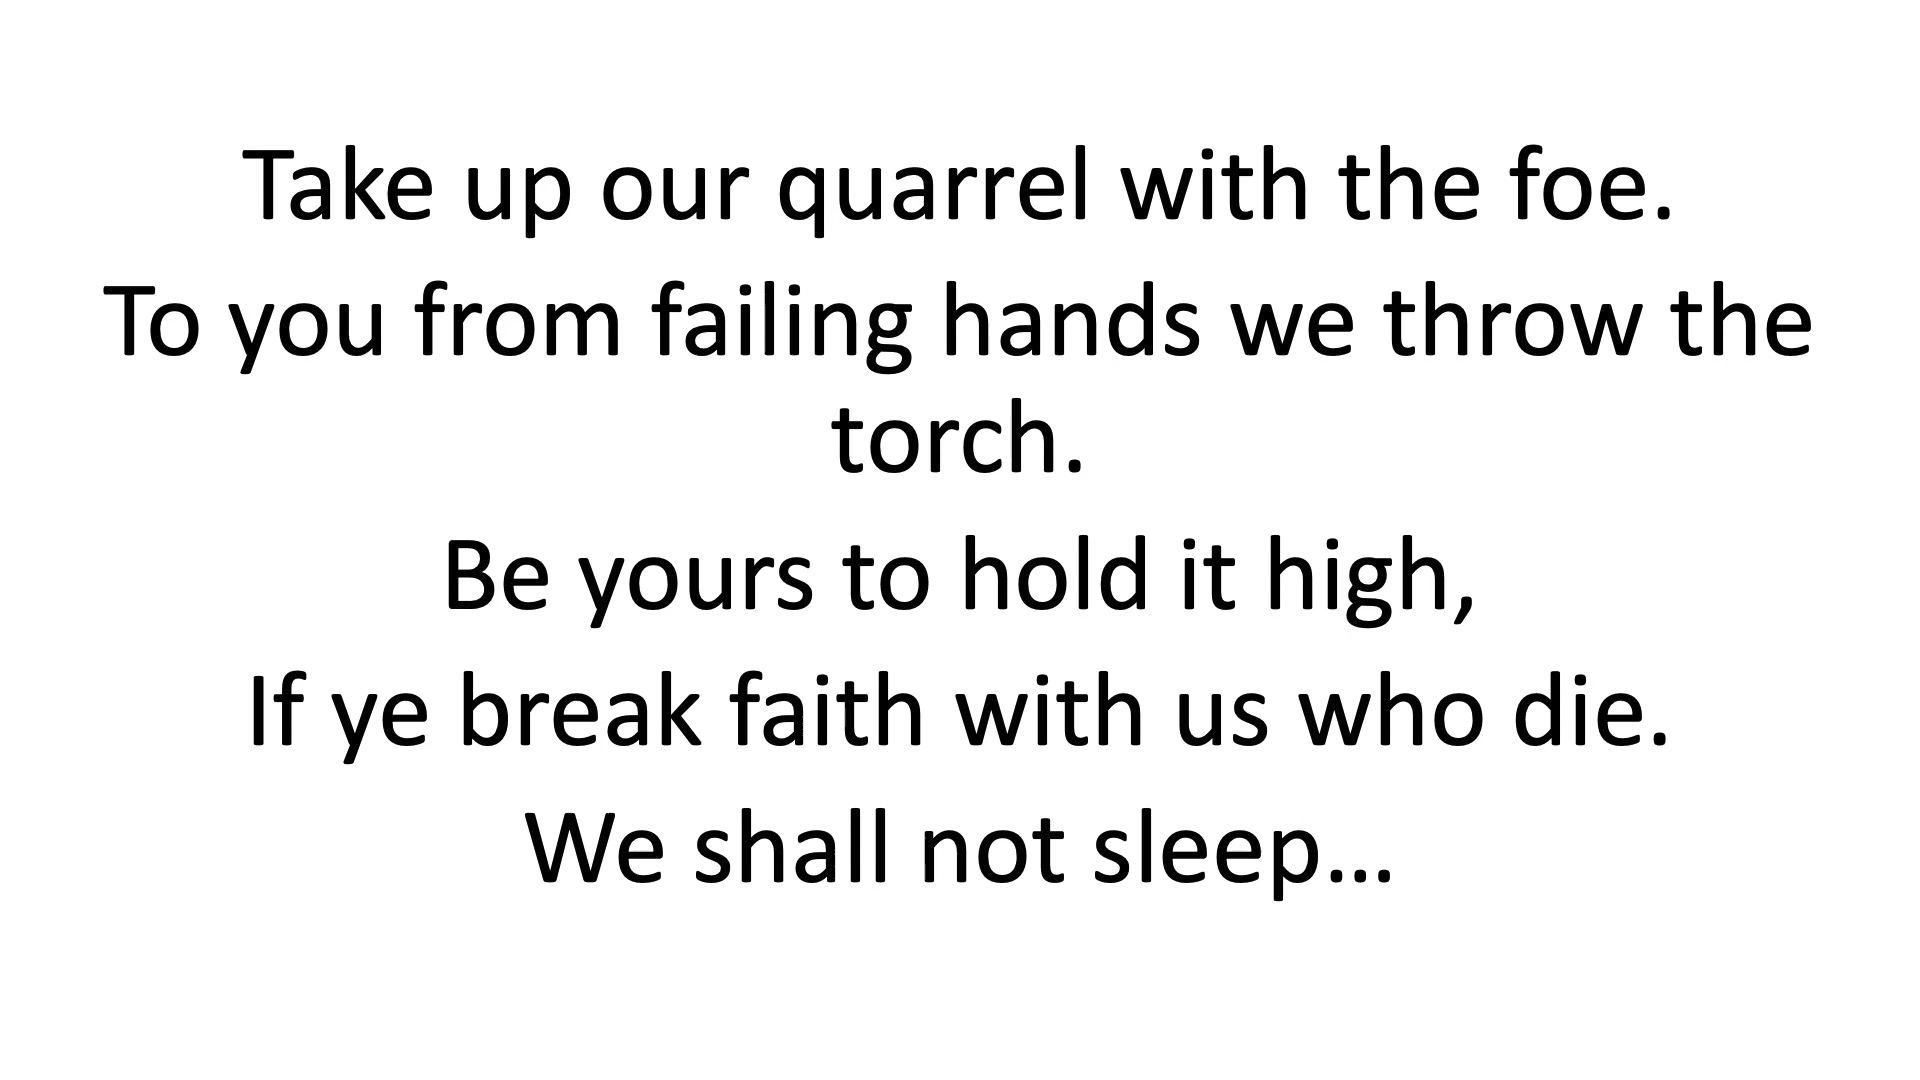 Take up our quarrel with the foe.
To you from failing hands we throw the
torch.
Be yours to hold it high,
If ye break faith with us who die.
We shall not sleep...